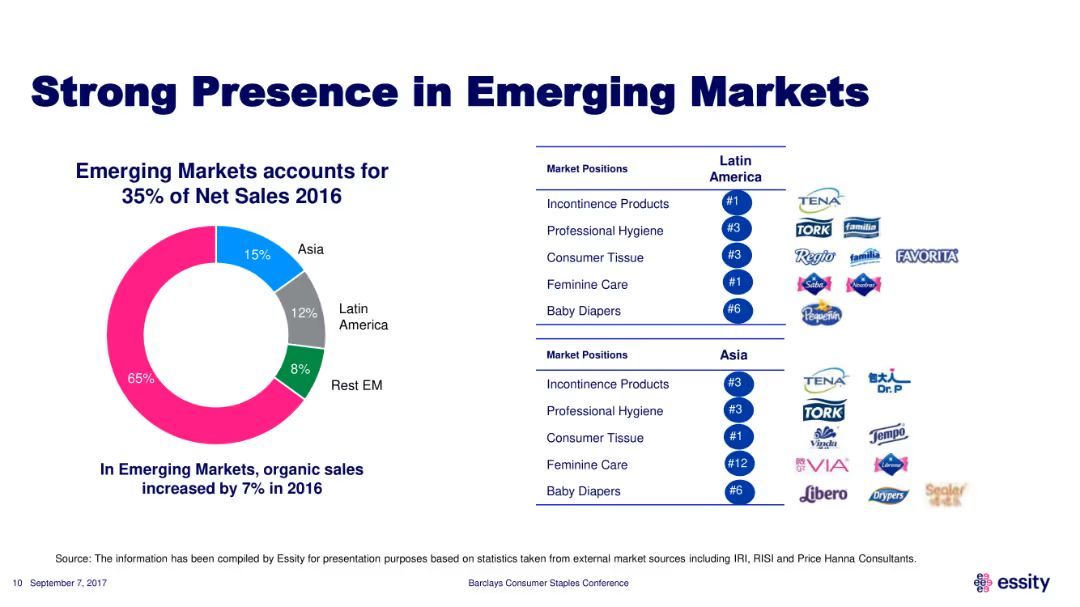 Strong Presence in Emerging Markets
Emerging Markets accounts for
35% of Net Sales 2016
15%
Asia
12%
Latin
America
8%
Rest EM
65%
In Emerging Markets, organic sales
increased by 7% in 2016
Market Positions Latin
America
Incontinence Products #1 TENA
Professional Hygiene #3 TORK familia
Consumer Tissue #3 Regio familia FAVORITA
Feminine Care #1 Saba Nosotras
Baby Diapers #6 Pequeñín
Market Positions Asia
Incontinence Products #3 TENA 包大人 Dr.P
Professional Hygiene #3 TORK
Consumer Tissue #1 Vinda Tempo
Feminine Care #12 VIA Libresse
Baby Diapers #6 Libero Drypers Sealer
Source: The information has been compiled by Essity for presentation purposes based on statistics taken from external market sources including IRI, RISI and Price Hanna Consultants.
10 September 7, 2017 Barclays Consumer Staples Conference essity